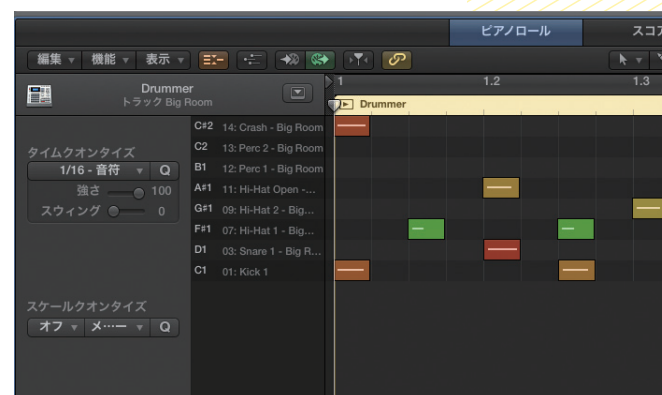 ピアノロール
スコア
編集 機能 表示
Drummer
トラック Big Room
1 1.2 1.3
Drummer
タイムクオンタイズ
1/16 - 音符 Q
強さ 100
スウィング 0
C#2 14: Crash - Big Room
C2 13: Perc 2 - Big Room
B1 12: Perc 1 - Big Room
A#1 11: Hi-Hat Open -...
G#1 09: Hi-Hat 2 - Big...
F#1 07: Hi-Hat 1 - Big...
D1 03: Snare 1 - Big R...
C1 01: Kick 1
スケールクオンタイズ
オフ メ…ー Q